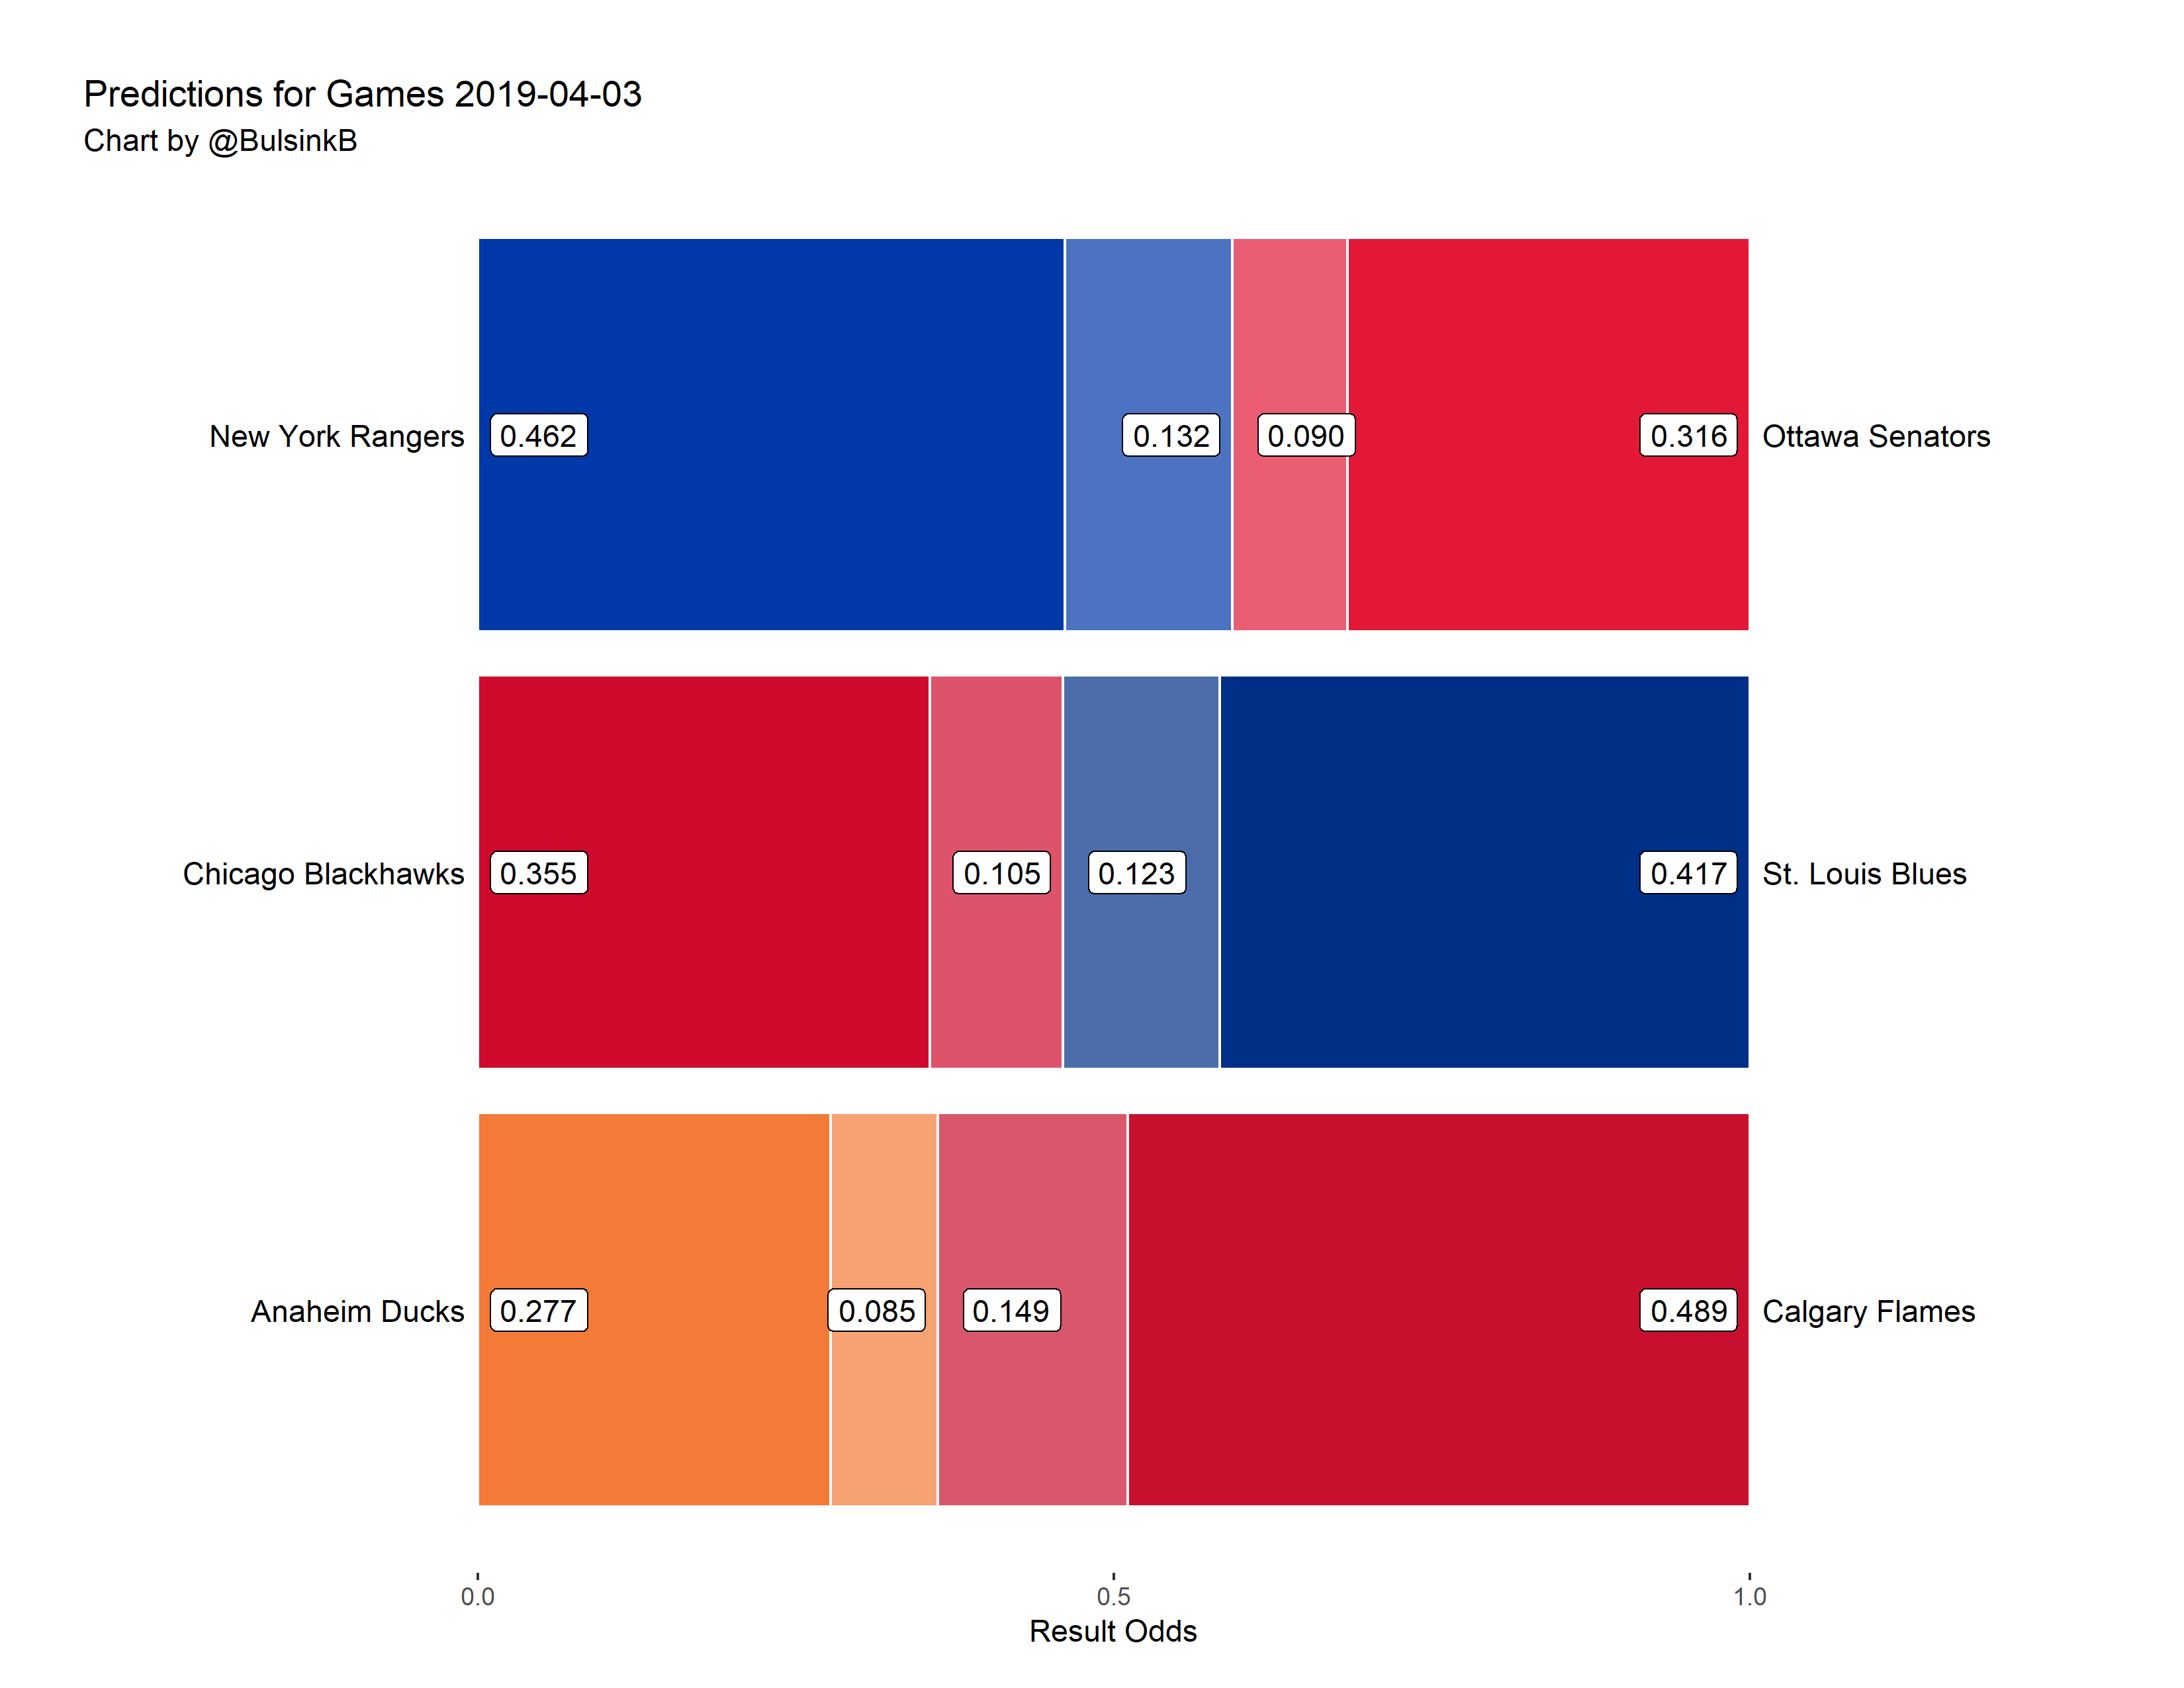 Predictions for Games 2019-04-03
Chart by @BulsinkB
New York Rangers 0.462 0.132 0.090 0.316 Ottawa Senators
Chicago Blackhawks 0.355 0.105 0.123 0.417 St. Louis Blues
Anaheim Ducks 0.277 0.085 0.149 0.489 Calgary Flames
0.0 0.5 1.0
Result Odds